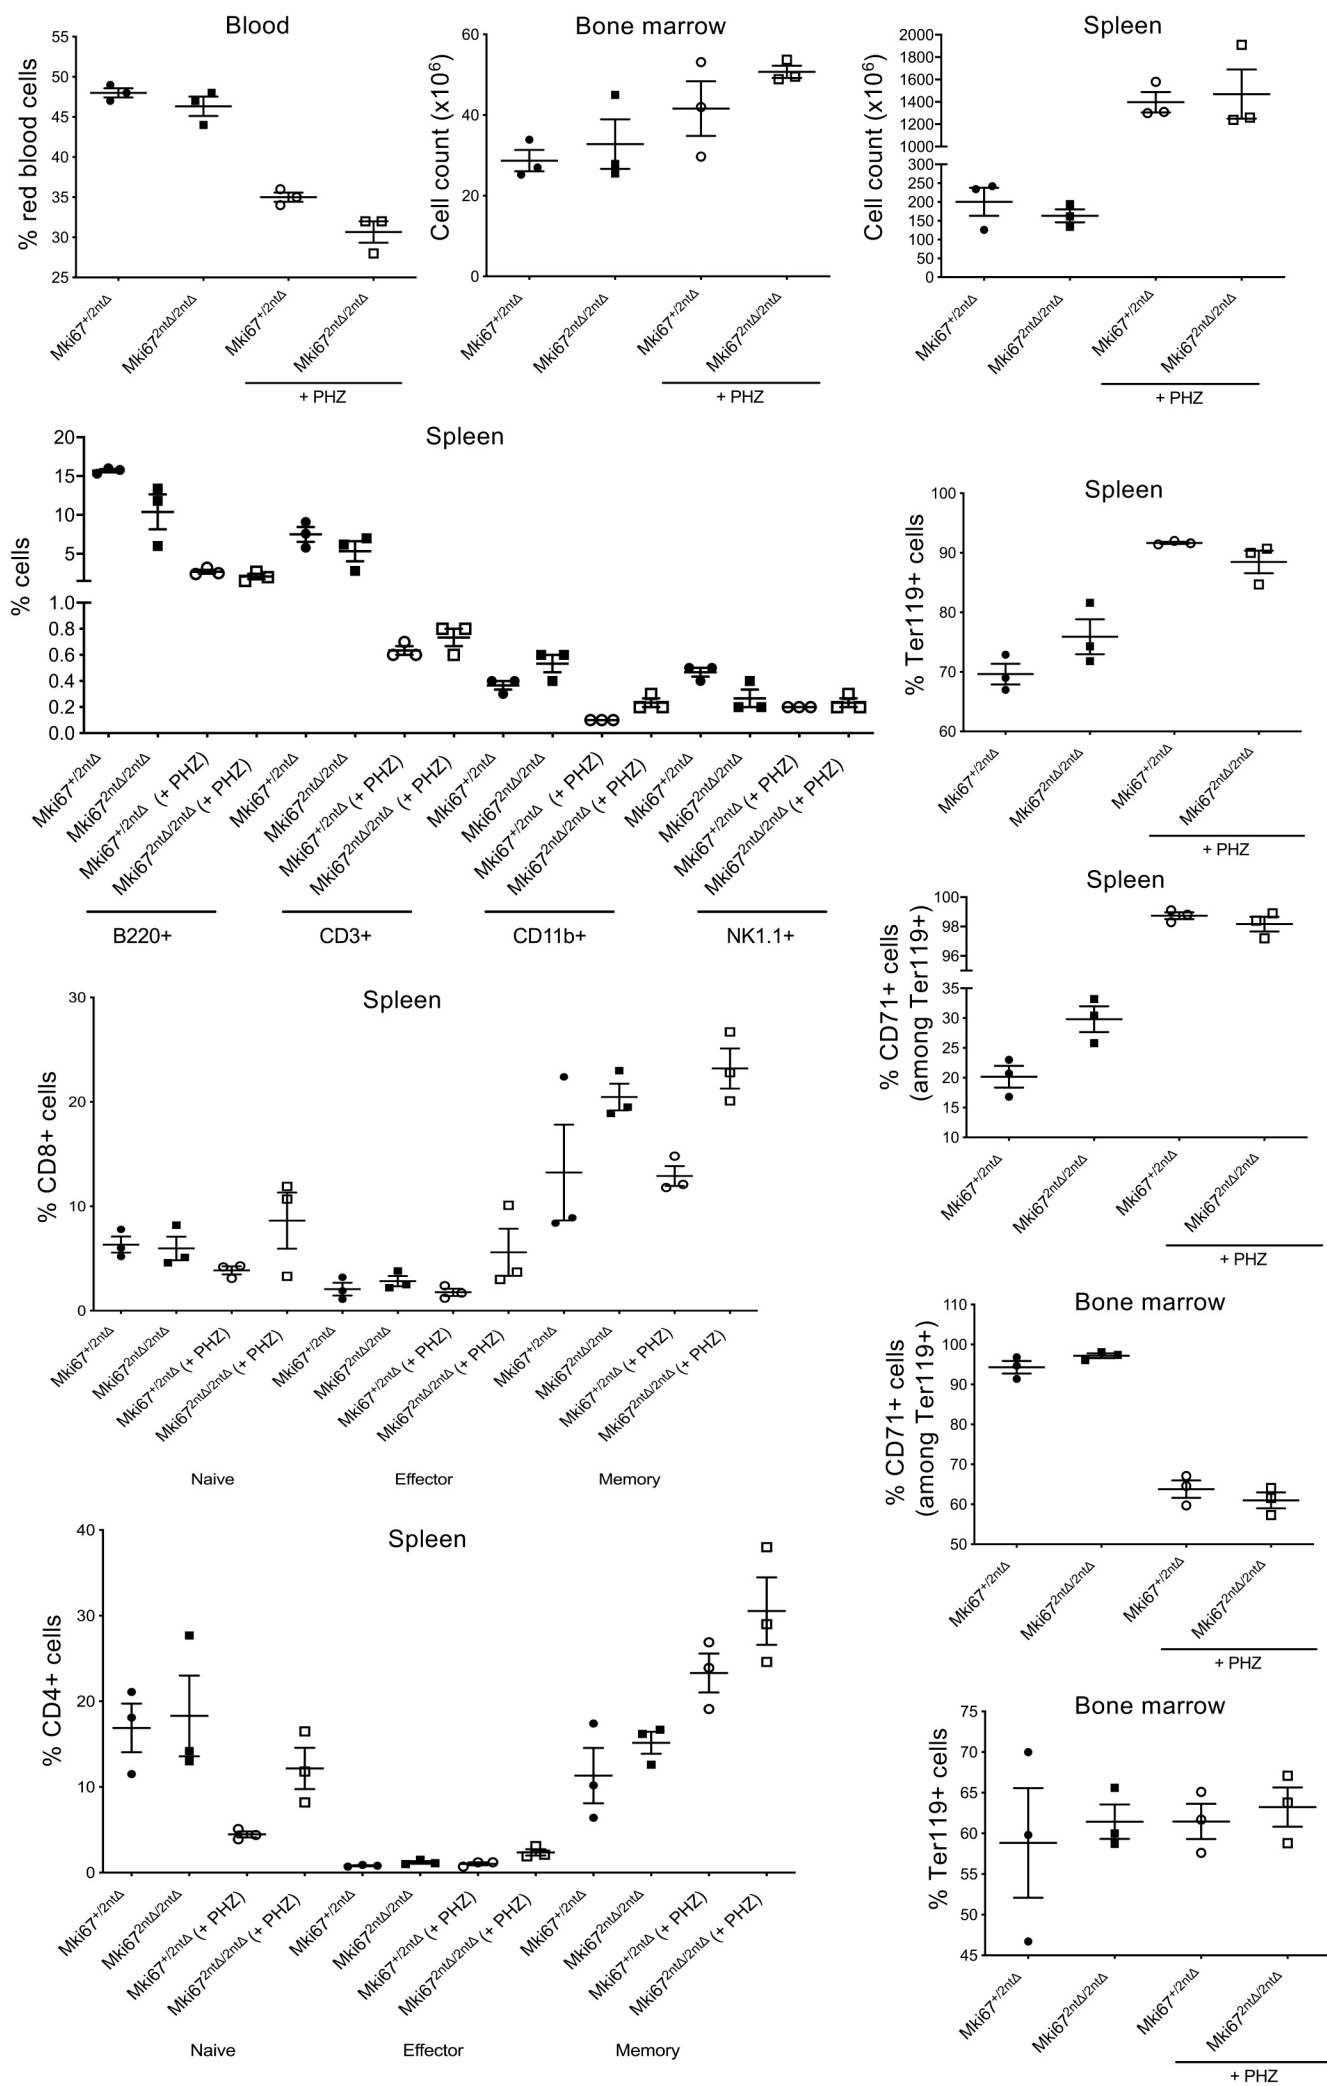 Blood
% red blood cells
55
50
45
40
35
30
25
Mki67+/2ntΔ
Mki672ntΔ/2ntΔ
Mki67+/2ntΔ
Mki672ntΔ/2ntΔ
+ PHZ
Bone marrow
Cell count (x106)
60
40
20
0
Mki67+/2ntΔ
Mki672ntΔ/2ntΔ
Mki67+/2ntΔ
Mki672ntΔ/2ntΔ
+ PHZ
Spleen
Cell count (x106)
2000
1800
1600
1400
1200
1000
300
250
200
150
100
50
0
Mki67+/2ntΔ
Mki672ntΔ/2ntΔ
Mki67+/2ntΔ
Mki672ntΔ/2ntΔ
+ PHZ
Spleen
% cells
20
15
10
5
1.0
0.8
0.6
0.4
0.2
0.0
Mki67+/2ntΔ
Mki672ntΔ/2ntΔ
Mki67+/2ntΔ (+ PHZ)
Mki672ntΔ/2ntΔ (+ PHZ)
Mki67+/2ntΔ
Mki672ntΔ/2ntΔ
Mki67+/2ntΔ (+ PHZ)
Mki672ntΔ/2ntΔ (+ PHZ)
Mki67+/2ntΔ
Mki672ntΔ/2ntΔ
Mki67+/2ntΔ (+ PHZ)
Mki672ntΔ/2ntΔ (+ PHZ)
Mki67+/2ntΔ
Mki672ntΔ/2ntΔ
Mki67+/2ntΔ (+ PHZ)
Mki672ntΔ/2ntΔ (+ PHZ)
B220+
CD3+
CD11b+
NK1.1+
Spleen
% Ter119+ cells
100
90
80
70
60
Mki67+/2ntΔ
Mki672ntΔ/2ntΔ
Mki67+/2ntΔ
Mki672ntΔ/2ntΔ
+ PHZ
Spleen
% CD71+ cells
(among Ter119+)
100
98
96
35
30
25
20
15
10
Mki67+/2ntΔ
Mki672ntΔ/2ntΔ
Mki67+/2ntΔ
Mki672ntΔ/2ntΔ
+ PHZ
Spleen
% CD8+ cells
30
20
10
0
Mki67+/2ntΔ
Mki672ntΔ/2ntΔ
Mki67+/2ntΔ (+ PHZ)
Mki672ntΔ/2ntΔ (+ PHZ)
Mki67+/2ntΔ
Mki672ntΔ/2ntΔ
Mki67+/2ntΔ (+ PHZ)
Mki672ntΔ/2ntΔ (+ PHZ)
Mki67+/2ntΔ
Mki672ntΔ/2ntΔ
Mki67+/2ntΔ (+ PHZ)
Mki672ntΔ/2ntΔ (+ PHZ)
Naive
Effector
Memory
Bone marrow
% CD71+ cells
(among Ter119+)
110
100
90
80
70
60
50
Mki67+/2ntΔ
Mki672ntΔ/2ntΔ
Mki67+/2ntΔ
Mki672ntΔ/2ntΔ
+ PHZ
Spleen
% CD4+ cells
40
30
20
10
0
Mki67+/2ntΔ
Mki672ntΔ/2ntΔ
Mki67+/2ntΔ (+ PHZ)
Mki672ntΔ/2ntΔ (+ PHZ)
Mki67+/2ntΔ
Mki672ntΔ/2ntΔ
Mki67+/2ntΔ (+ PHZ)
Mki672ntΔ/2ntΔ (+ PHZ)
Mki67+/2ntΔ
Mki672ntΔ/2ntΔ
Mki67+/2ntΔ (+ PHZ)
Mki672ntΔ/2ntΔ (+ PHZ)
Naive
Effector
Memory
Bone marrow
% Ter119+ cells
75
70
65
60
55
50
45
Mki67+/2ntΔ
Mki672ntΔ/2ntΔ
Mki67+/2ntΔ
Mki672ntΔ/2ntΔ
+ PHZ